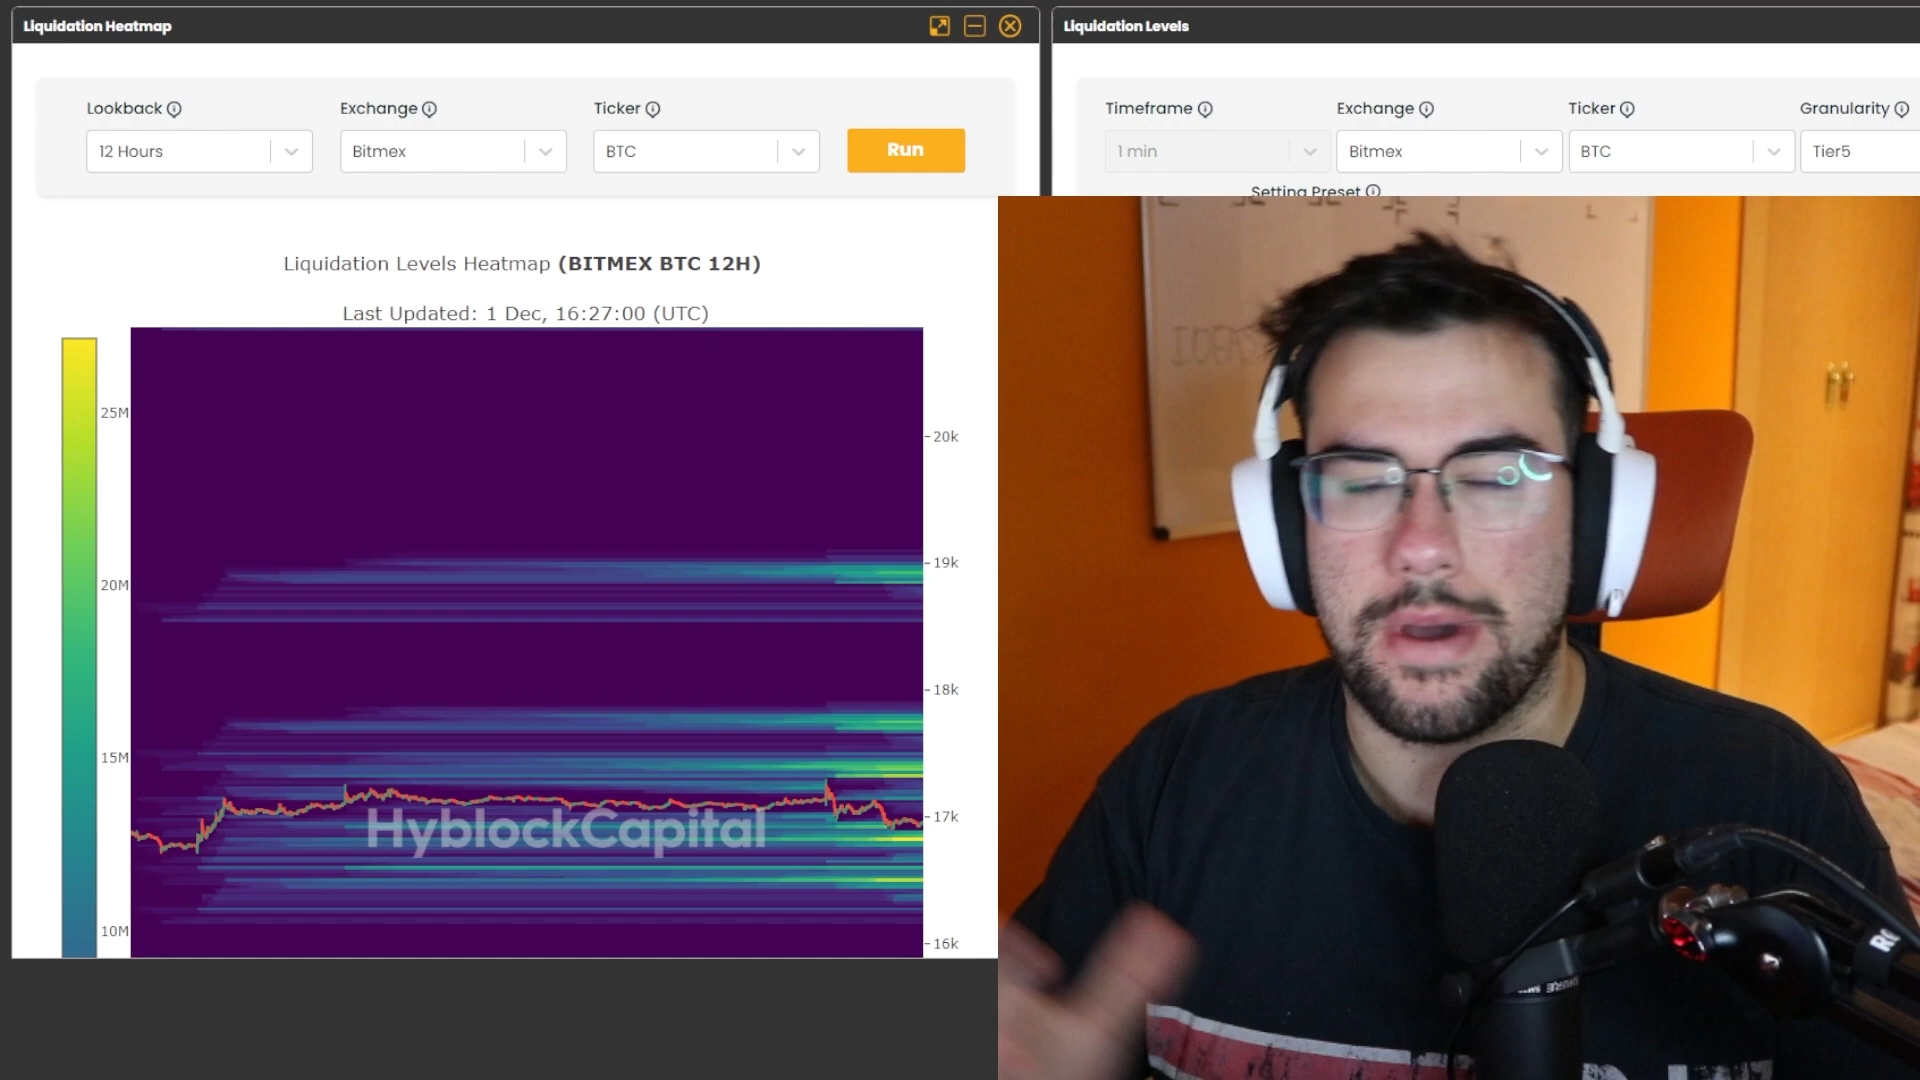 Liquidation Heatmap
Lookback
Exchange
Ticker
12 Hours
Bitmex
BTC
Run
Liquidation Levels Heatmap (BITMEX BTC 12H)
Last Updated: 1 Dec, 16:27:00 (UTC)
25M
20M
15M
10M
20k
19k
18k
17k
16k
HyblockCapital
Liquidation Levels
Timeframe
Exchange
Ticker
Granularity
1 min
Bitmex
BTC
Tier5
Setting Preset
SHURE